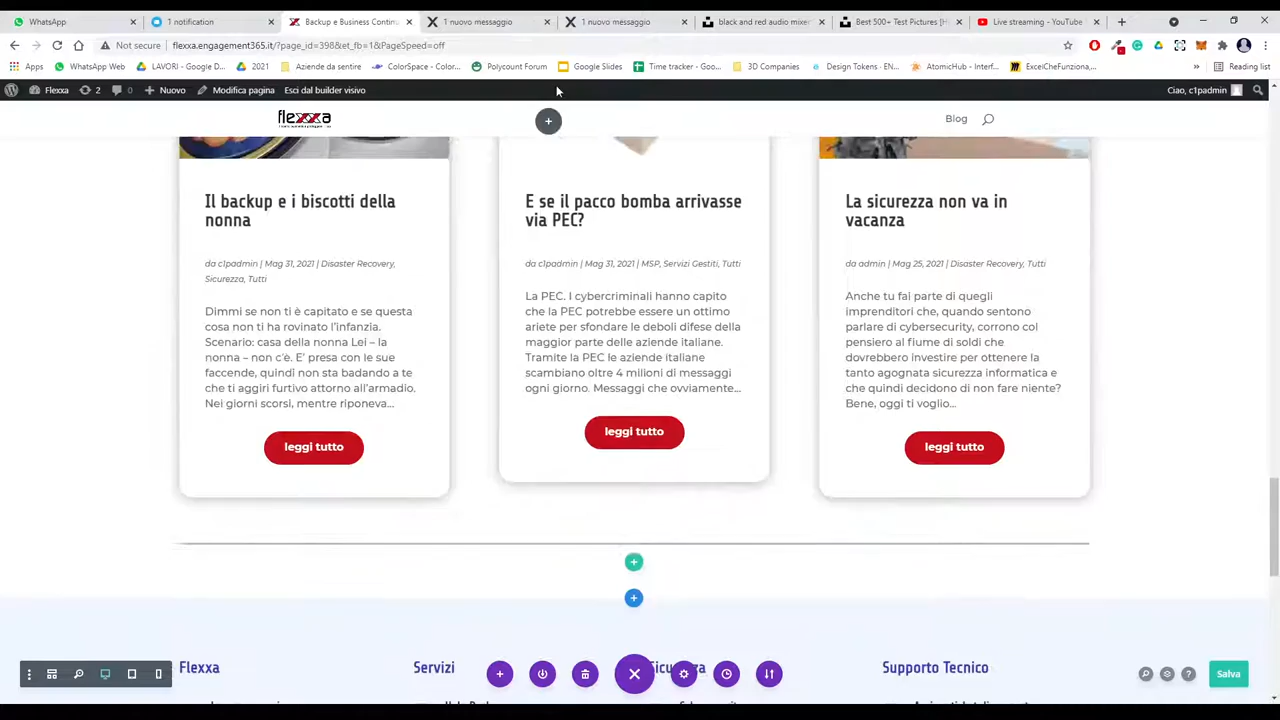 WhatsApp
1 notification
Backup e Business Continu
1 nuovo messaggio
1 nuovo messaggio
black and red audio mixer
Best 500+ Test Pictures [H
Live streaming - YouTube
Not secure
flexxa.engagement365.it/?page_id=398&et_fb=1&PageSpeed=off
Apps
WhatsApp Web
LAVORI - Google D...
2021
Aziende da sentire
ColorSpace - Color...
Polycount Forum
Google Slides
Time tracker - Goo...
3D Companies
Design Tokens - EN...
AtomicHub - Interf...
ExcelCheFunziona,...
Reading list
Flexxa
2
0
Nuovo
Modifica pagina
Esci dal builder visivo
Ciao, c1padmin
flexxa
Blog
Il backup e i biscotti della
nonna
da c1padmin | Mag 31, 2021 | Disaster Recovery,
Sicurezza, Tutti
Dimmi se non ti è capitato e se questa
cosa non ti ha rovinato l'infanzia.
Scenario: casa della nonna Lei – la
nonna – non c'è. E' presa con le sue
faccende, quindi non sta badando a te
che ti aggiri furtivo attorno all'armadio.
Nei giorni scorsi, mentre riponeva...
leggi tutto
E se il pacco bomba arrivasse
via PEC?
da c1padmin | Mag 31, 2021 | MSP, Servizi Gestiti, Tutti
La PEC. I cybercriminali hanno capito
che la PEC potrebbe essere un ottimo
ariete per sfondare le deboli difese della
maggior parte delle aziende italiane.
Tramite la PEC le aziende italiane
scambiano oltre 4 milioni di messaggi
ogni giorno. Messaggi che ovviamente...
leggi tutto
La sicurezza non va in
vacanza
da admin | Mag 25, 2021 | Disaster Recovery, Tutti
Anche tu fai parte di quegli
imprenditori che, quando sentono
parlare di cybersecurity, corrono col
pensiero al fiume di soldi che
dovrebbero investire per ottenere la
tanto agognata sicurezza informatica e
che quindi decidono di non fare niente?
Bene, oggi ti voglio...
leggi tutto
Flexxa
Servizi
Sicurezza
Supporto Tecnico
Salva